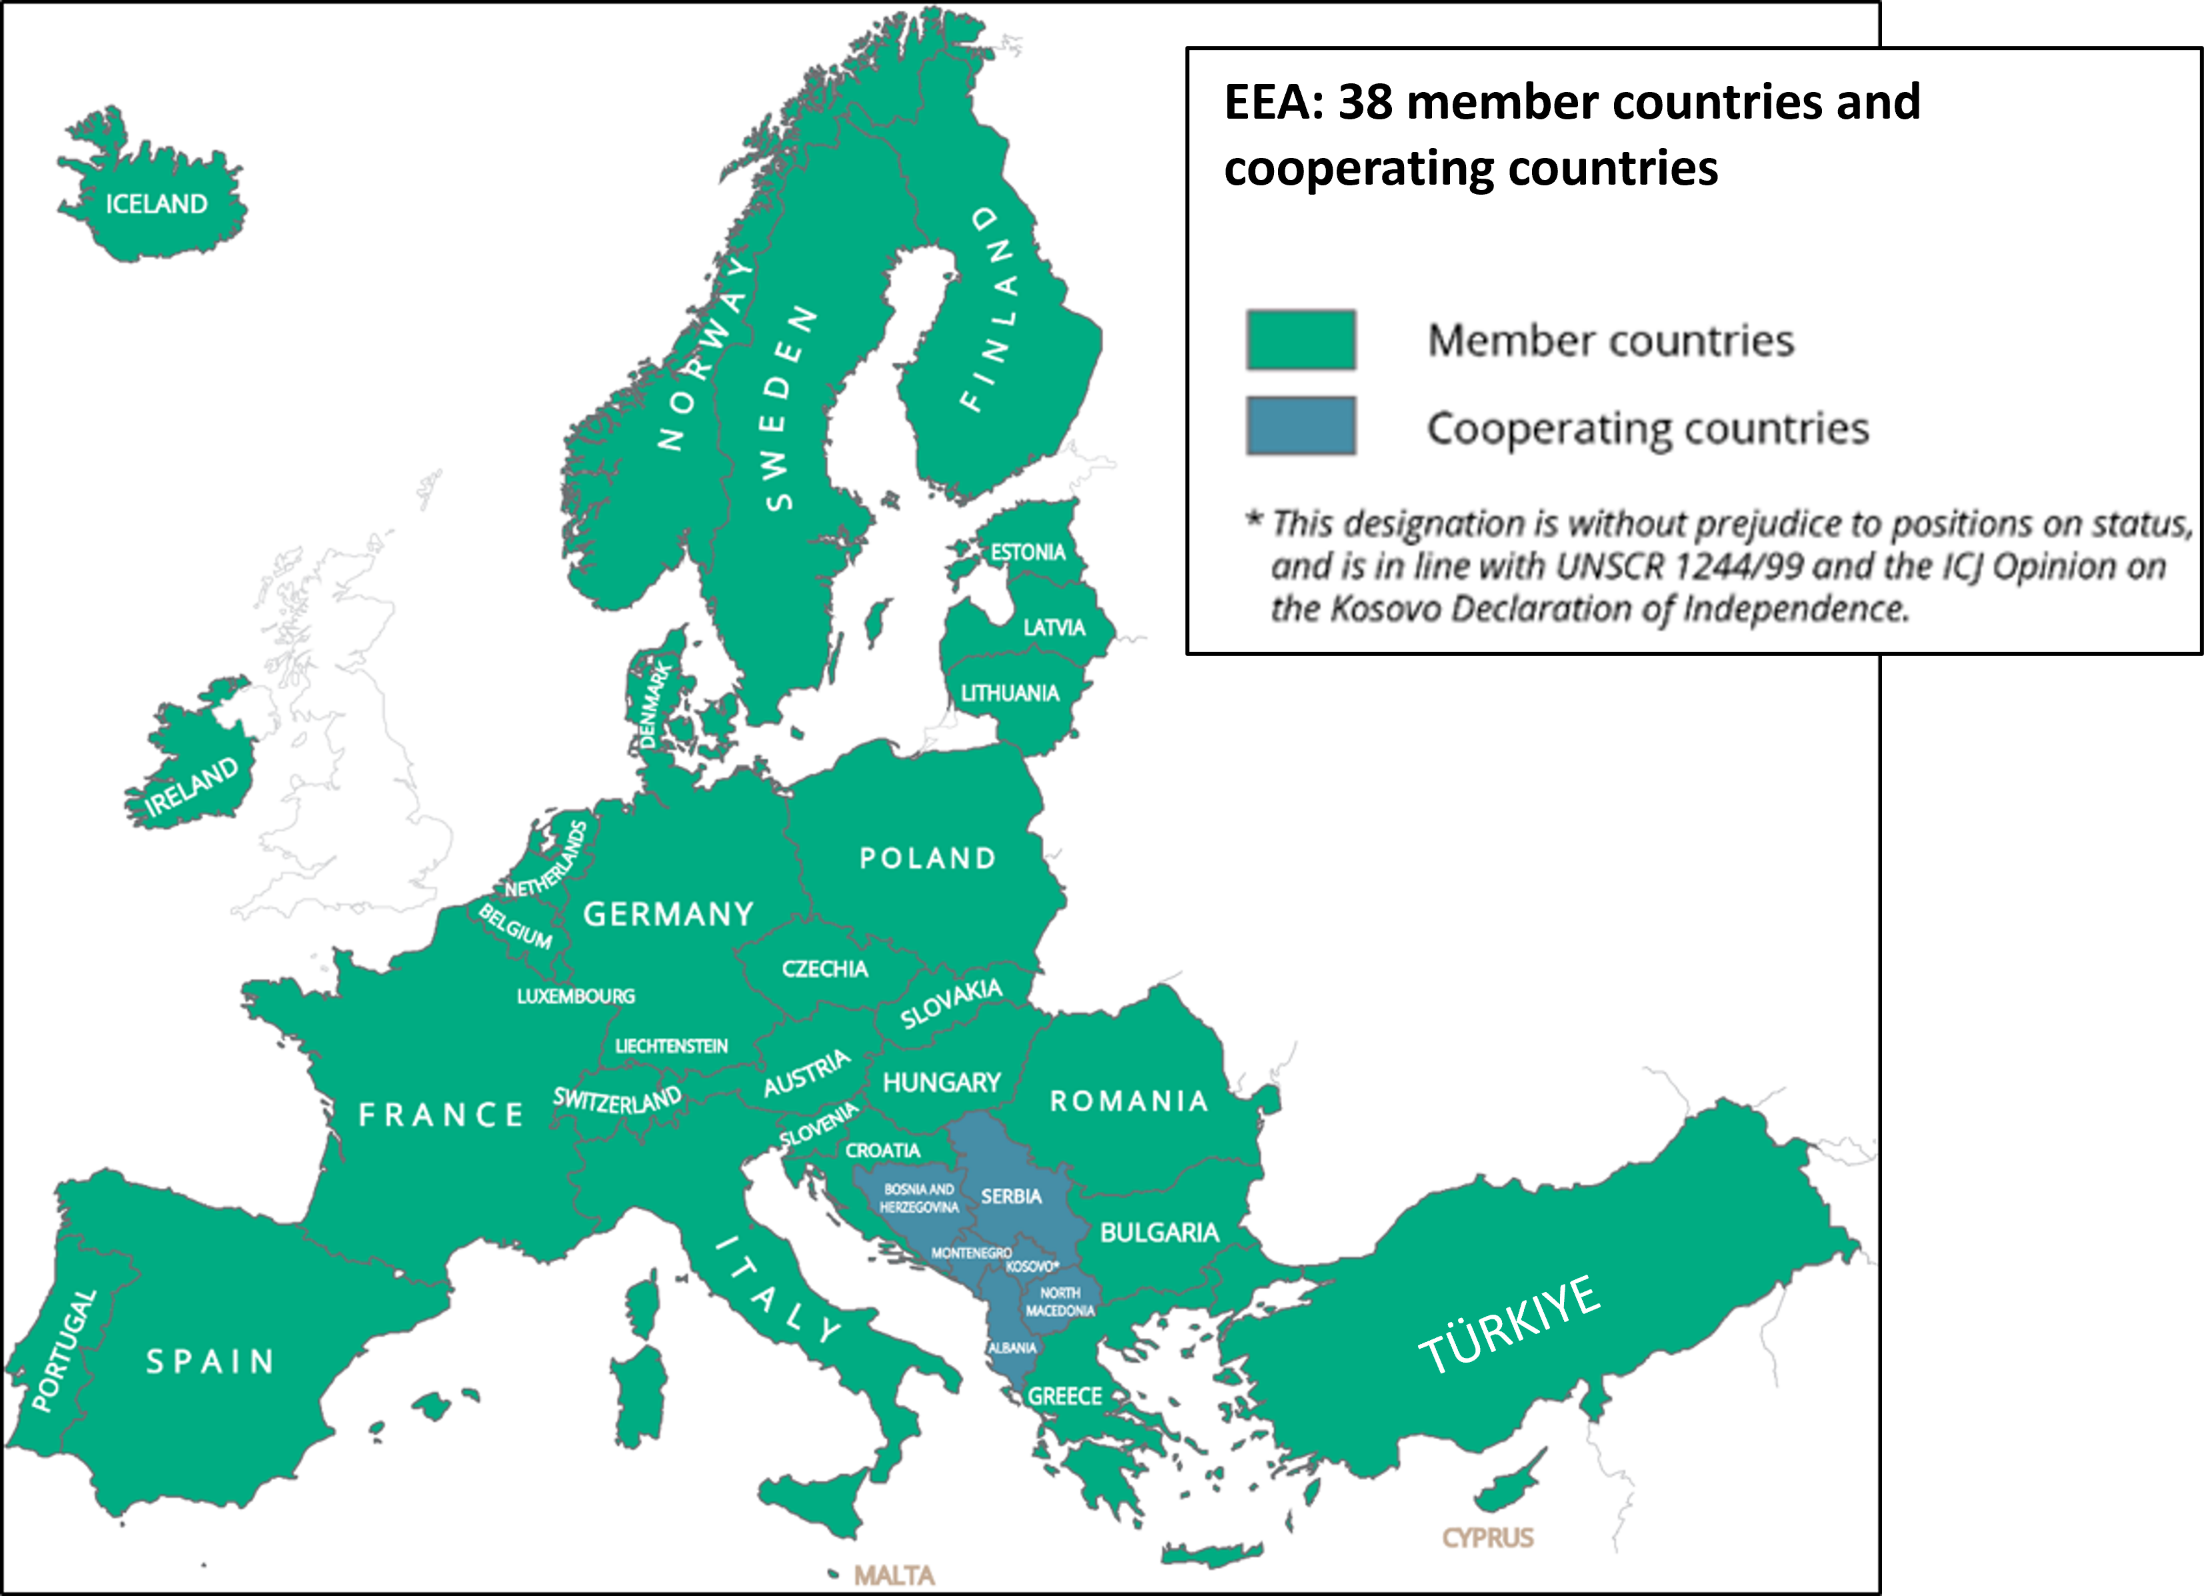 EEA: 38 member countries and
cooperating countries
Member countries
Cooperating countries
* This designation is without prejudice to positions on status,
and is in line with UNSCR 1244/99 and the ICJ Opinion on
the Kosovo Declaration of Independence.
ICELAND
NORWAY
SWEDEN
FINLAND
ESTONIA
LATVIA
LITHUANIA
DENMARK
IRELAND
NETHERLANDS
BELGIUM
GERMANY
POLAND
CZECHIA
LUXEMBOURG
SLOVAKIA
LIECHTENSTEIN
AUSTRIA
HUNGARY
SWITZERLAND
FRANCE
ROMANIA
SLOVENIA
CROATIA
BOSNIA AND
HERZEGOVINA
SERBIA
BULGARIA
MONTENEGRO
KOSOVO*
ITALY
NORTH
MACEDONIA
ALBANIA
GREECE
TÜRKIYE
PORTUGAL
SPAIN
CYPRUS
MALTA